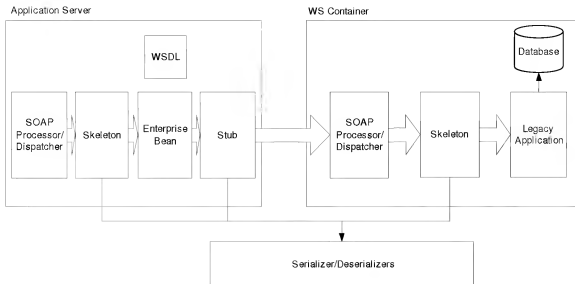 Application Server
WS Container
WSDL
Database
SOAP
Processor/
Dispatcher
Skeleton
Enterprise
Bean
Stub
SOAP
Processor/
Dispatcher
Skeleton
Legacy
Application
Serializer/Deserializers